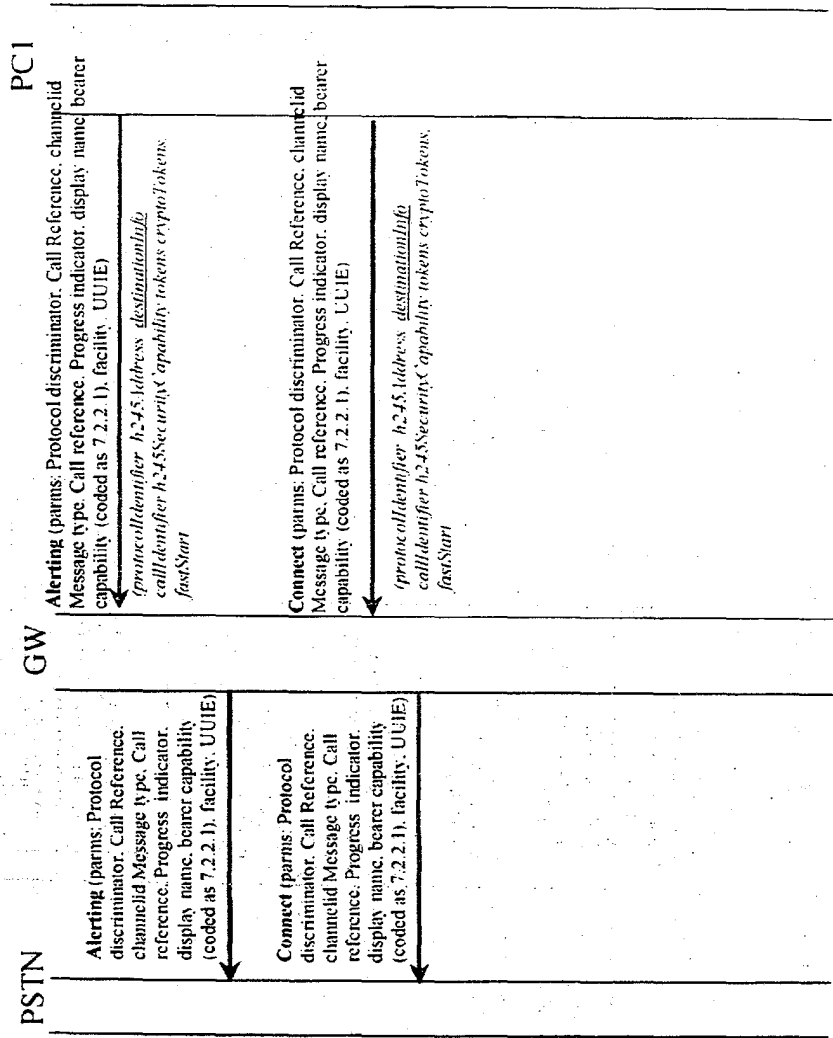 PSTN
GW
PC1
Alerting (parms: Protocol
discriminator. Call Reference.
channelid Message type. Call
reference. Progress indicator.
display name. bearer capability
(coded as 7.2.2.1). facility. UUIE)
Connect (parms: Protocol
discriminator. Call Reference.
channelid Message type. Call
reference. Progress indicator.
display name. bearer capability
(coded as 7.2.2.1). facility. UUIE)
Alerting (parms: Protocol discriminator. Call Reference. channelid
Message type. Call reference. Progress indicator. display name. bearer
capability (coded as 7.2.2.1). facility. UUIE)
(protocolIdentifier h245Address destinationInfo
callIdentifier h245SecurityCapability tokens cryptoTokens.
fastStart
Connect (parms: Protocol discriminator. Call Reference. channelid
Message type. Call reference. Progress indicator. display name. bearer
capability (coded as 7.2.2.1). facility. UUIE)
(protocolIdentifier h245Address destinationInfo
callIdentifier h245SecurityCapability tokens cryptoTokens.
fastStart